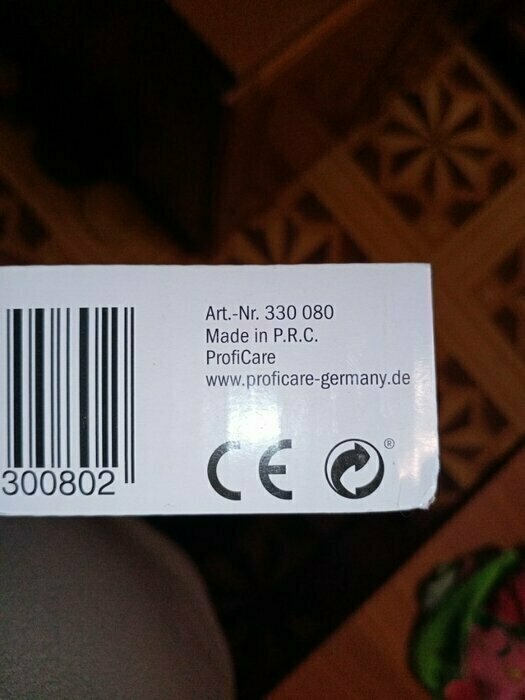 Art.-Nr. 330 080
Made in P.R.C.
ProfiCare
www.proficare-germany.de
CE
®
300802